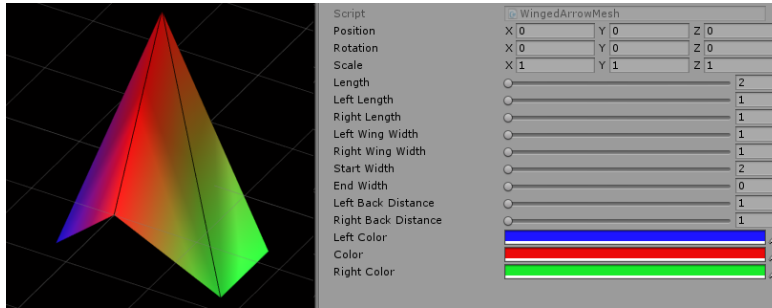 Script WingedArrowMesh
Position X 0 Y 0 Z 0
Rotation X 0 Y 0 Z 0
Scale X 1 Y 1 Z 1
Length 2
Left Length 1
Right Length 1
Left Wing Width 1
Right Wing Width 1
Start Width 2
End Width 0
Left Back Distance 1
Right Back Distance 1
Left Color
Color
Right Color